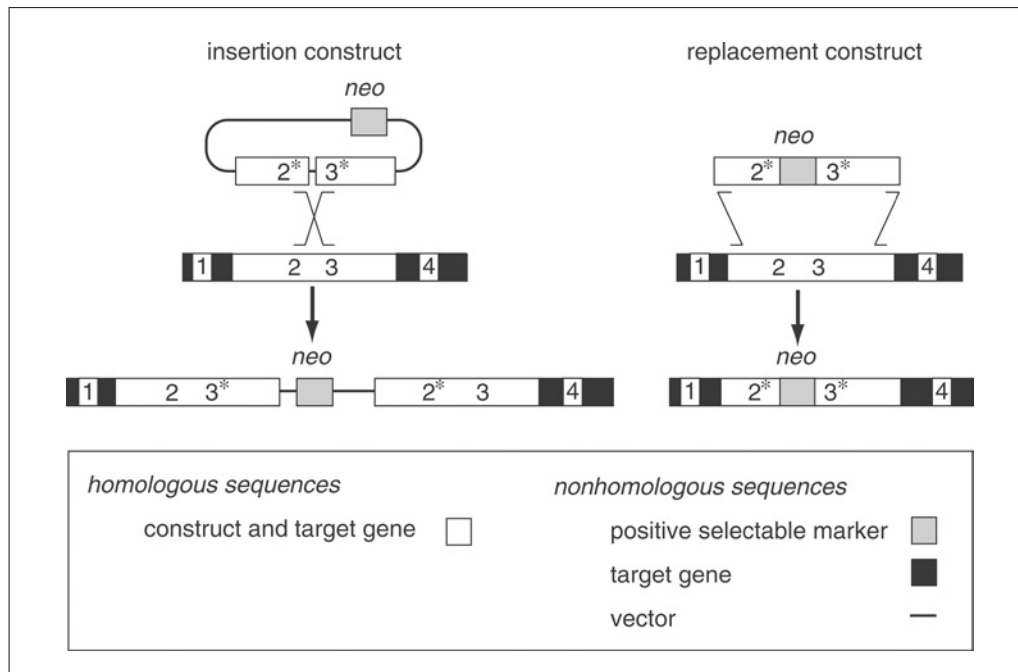 insertion construct
replacement construct
neo
neo
2* 3*
2* 3*
1 2 3 4
1 2 3 4
neo
neo
1 2 3* 2* 3 4
1 2* 3* 4
homologous sequences
construct and target gene
nonhomologous sequences
positive selectable marker
target gene
vector